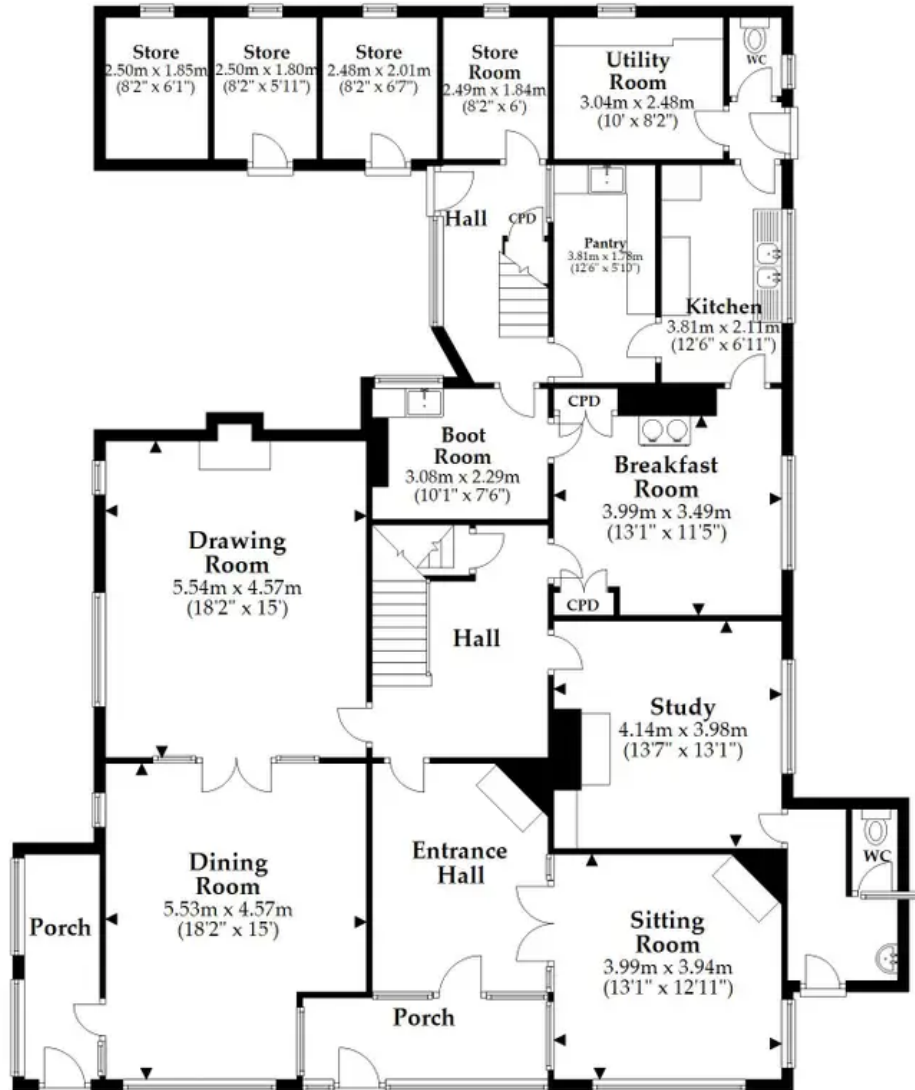 Store
2.50m x 1.85m
(8'2" x 6'1")
Store
2.50m x 1.80m
(8'2" x 5'11")
Store
2.48m x 2.01m
(8'2" x 6'7")
Store
Room
2.49m x 1.84m
(8'2" x 6')
Utility
Room
3.04m x 2.48m
(10' x 8'2")
WC
Hall
CPD
Pantry
3.81m x 1.78m
(12'6" x 5'10")
Kitchen
3.81m x 2.11m
(12'6" x 6'11")
Boot
Room
3.08m x 2.29m
(10'1" x 7'6")
CPD
Breakfast
Room
3.99m x 3.49m
(13'1" x 11'5")
CPD
Drawing
Room
5.54m x 4.57m
(18'2" x 15')
Hall
Study
4.14m x 3.98m
(13'7" x 13'1")
WC
Dining
Room
5.53m x 4.57m
(18'2" x 15')
Entrance
Hall
Porch
Sitting
Room
3.99m x 3.94m
(13'1" x 12'11")
Porch